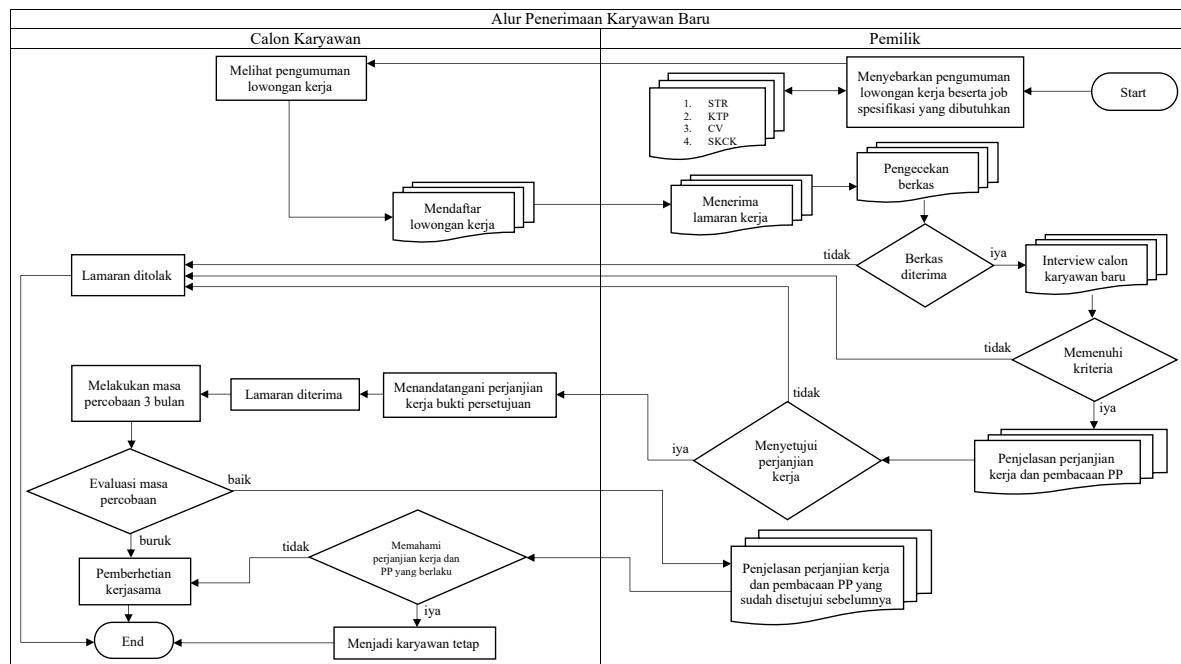 Alur Penerimaan Karyawan Baru
Calon Karyawan
Pemilik
Melihat pengumuman
lowongan kerja
1. STR
2. KTP
3. CV
4. SKCK
Menyebarkan pengumuman
lowongan kerja beserta job
spesifikasi yang dibutuhkan
Start
Mendaftar
lowongan kerja
Menerima
lamaran kerja
Pengecekan
berkas
Lamaran ditolak
tidak
Berkas
diterima
iya
Interview calon
karyawan baru
tidak
Memenuhi
kriteria
iya
Melakukan masa
percobaan 3 bulan
Lamaran diterima
Menandatangani perjanjian
kerja bukti persetujuan
iya
tidak
Menyetujui
perjanjian
kerja
Penjelasan perjanjian
kerja dan pembacaan PP
Evaluasi masa
percobaan
baik
buruk
Pemberhetian
kerjasama
tidak
Memahami
perjanjian kerja dan
PP yang berlaku
iya
Penjelasan perjanjian kerja
dan pembacaan PP yang
sudah disetujui sebelumnya
End
Menjadi karyawan tetap